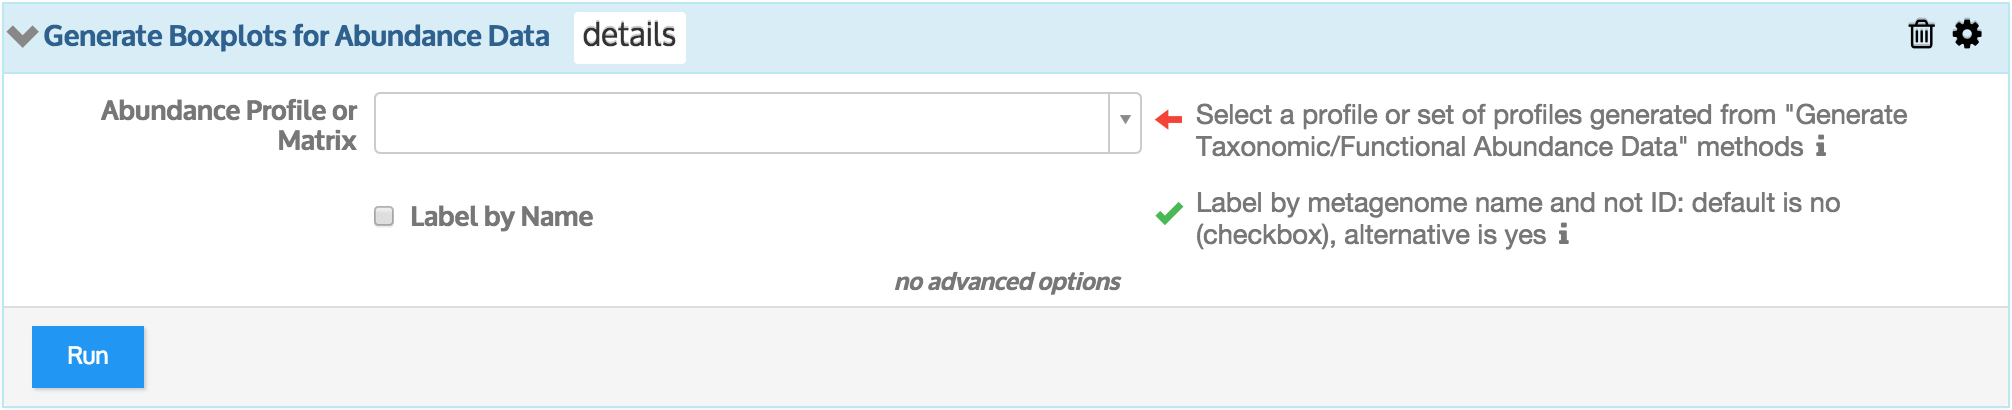 Generate Boxplots for Abundance Data details
Abundance Profile or
Matrix
Select a profile or set of profiles generated from "Generate
Taxonomic/Functional Abundance Data" methods
Label by Name
Label by metagenome name and not ID: default is no
(checkbox), alternative is yes
no advanced options
Run